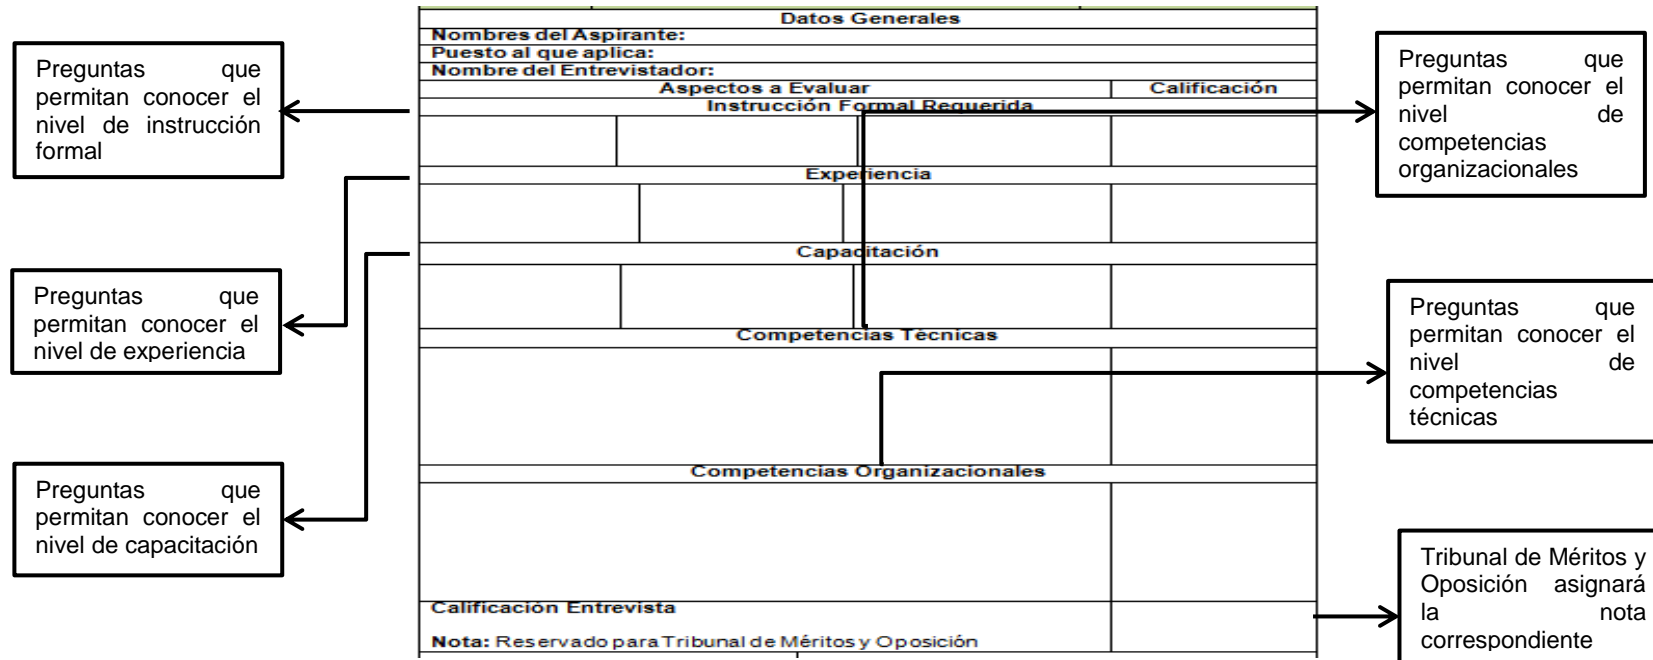 Datos Generales
Nombres del Aspirante:
Puesto al que aplica:
Nombre del Entrevistador:
Aspectos a Evaluar
Calificación
Instrucción Formal Requerida
Experiencia
Capacitación
Competencias Técnicas
Competencias Organizacionales
Calificación Entrevista
Nota: Reservado para Tribunal de Méritos y Oposición
Preguntas que
permitan conocer el
nivel de instrucción
formal
Preguntas que
permitan conocer el
nivel de experiencia
Preguntas que
permitan conocer el
nivel de capacitación
Preguntas que
permitan conocer el
nivel de
competencias
organizacionales
Preguntas que
permitan conocer el
nivel de
competencias
técnicas
Tribunal de Méritos y
Oposición asignará
la nota
correspondiente